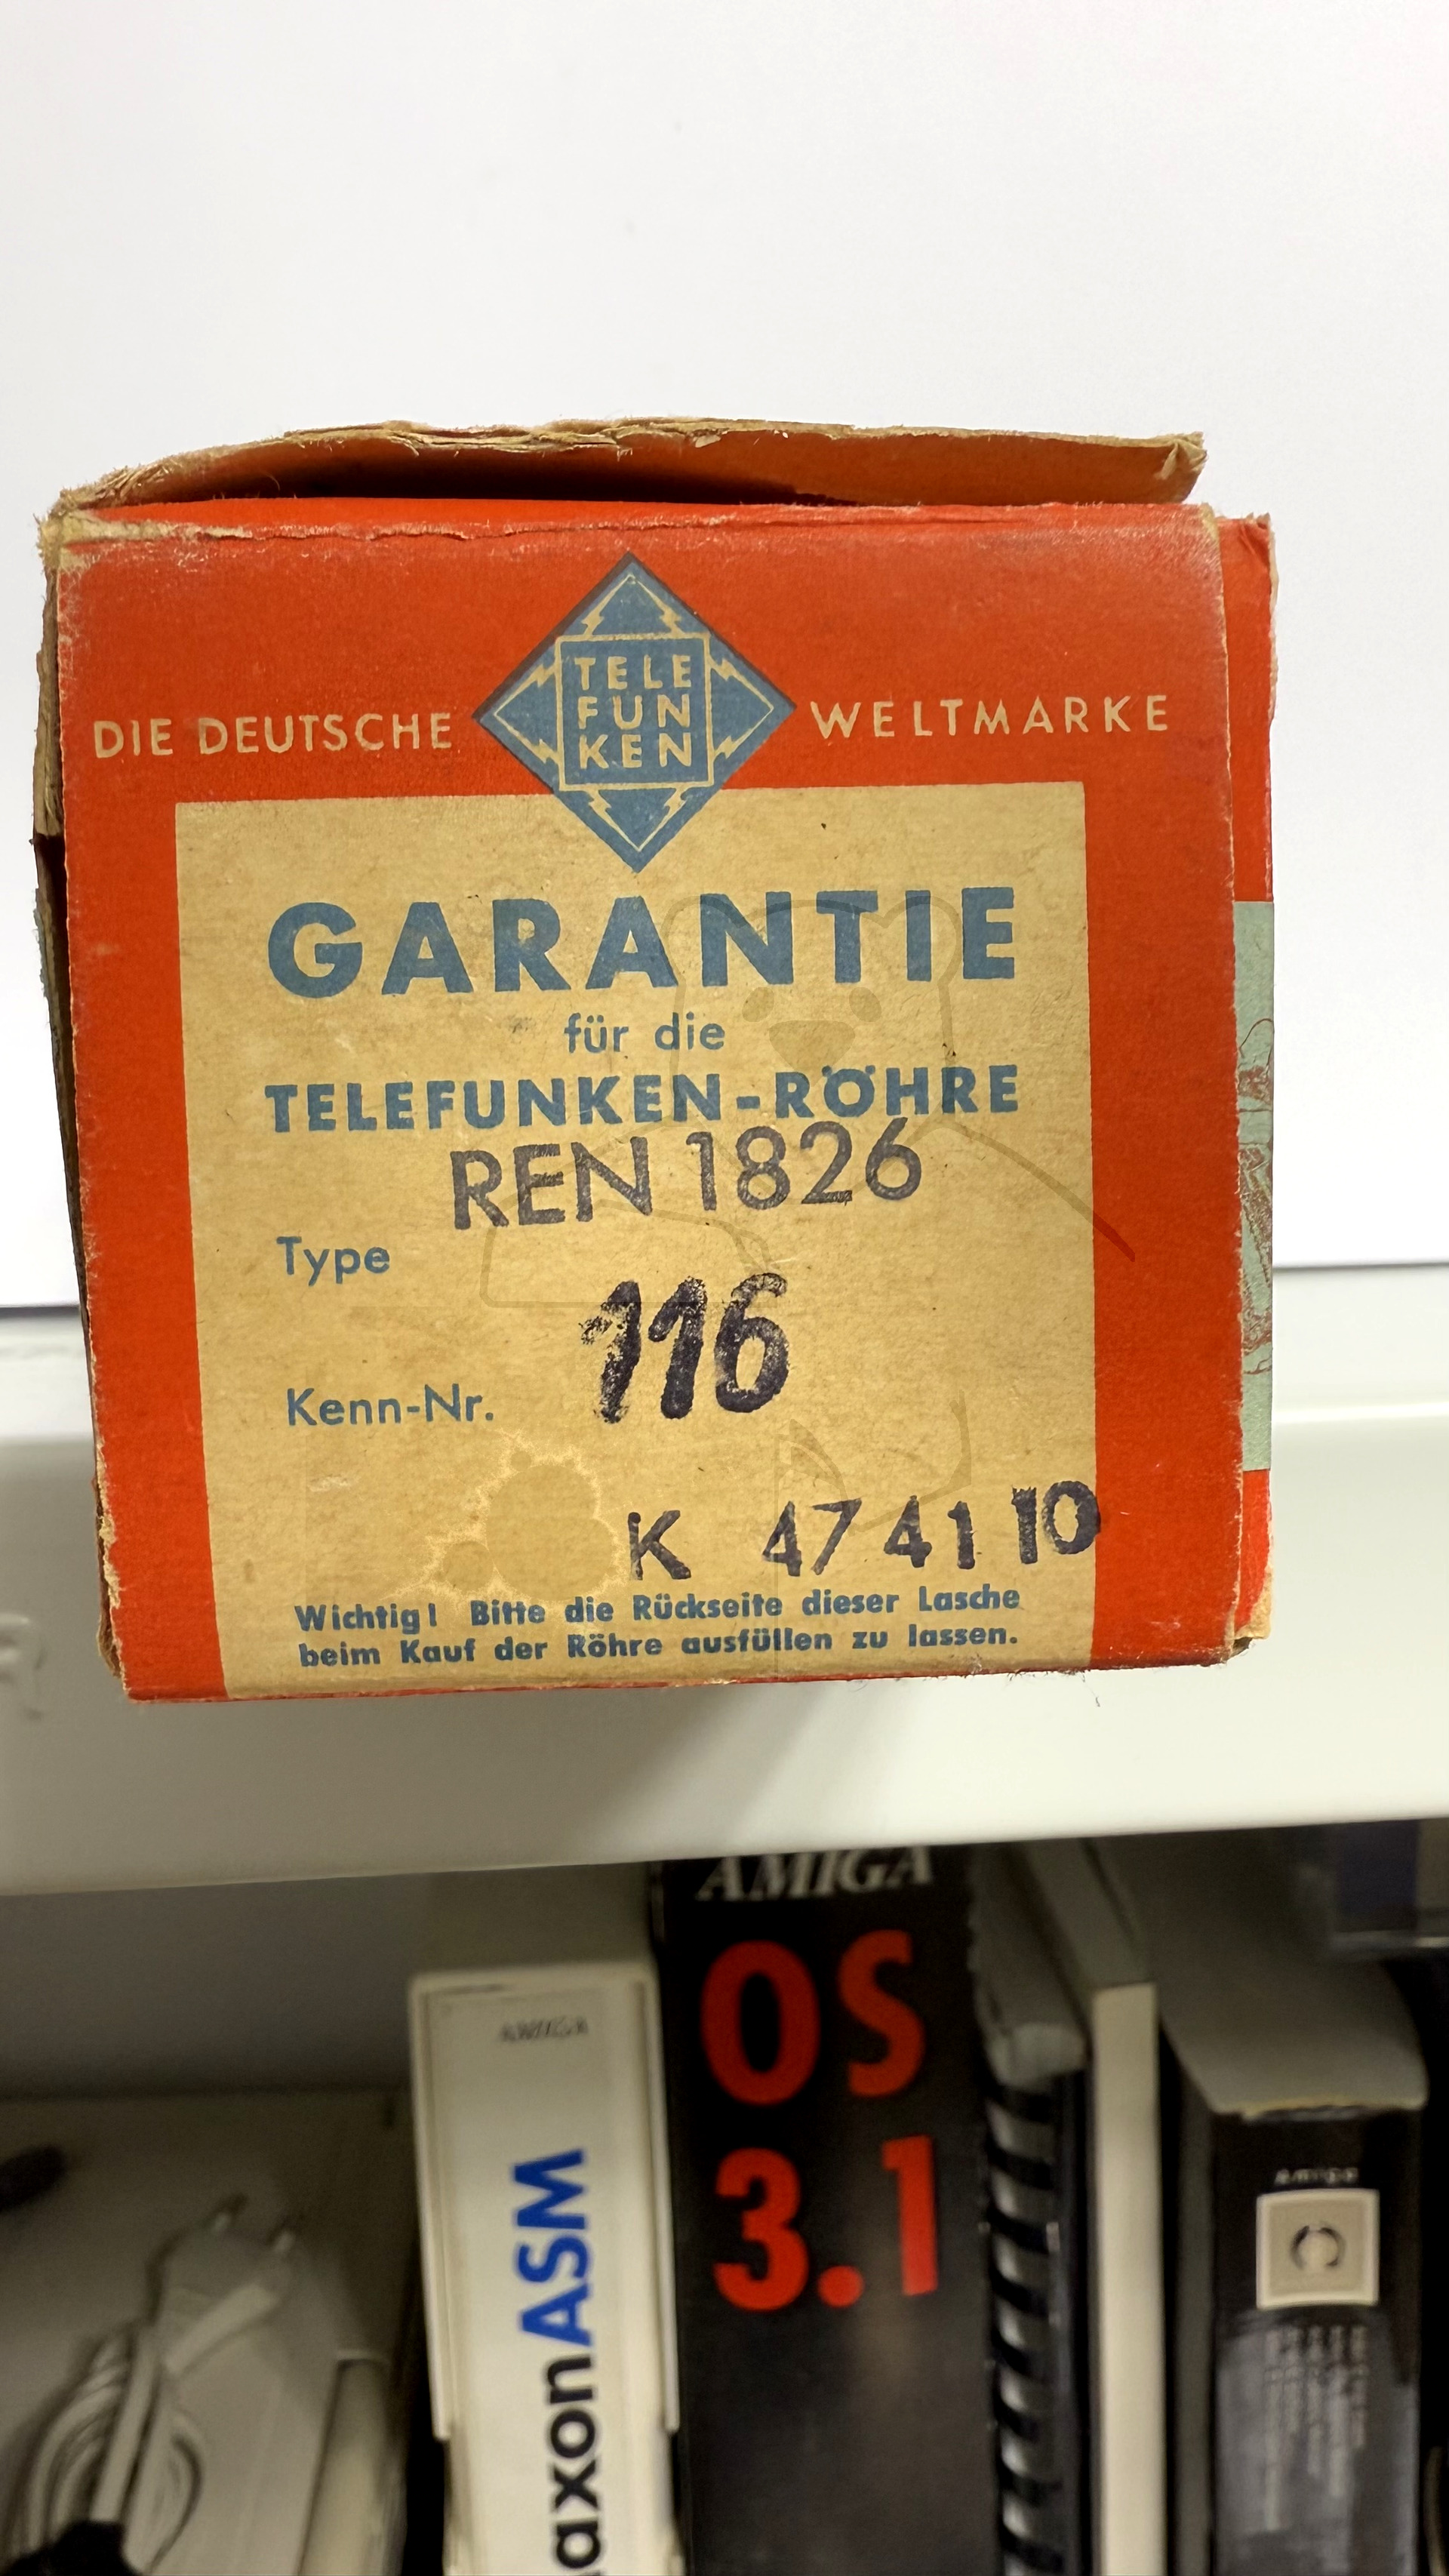 TELE
FUN
KEN
DIE DEUTSCHE WELTMARKE
GARANTIE
für die
TELEFUNKEN-RÖHRE
REN 1826
Type
116
Kenn-Nr.
K 47 41 10
Wichtig! Bitte die Rückseite dieser Lasche
beim Kauf der Röhre ausfüllen zu lassen.
AMIGA
OS
3.1
AMIGA
axonASM
AMIGA